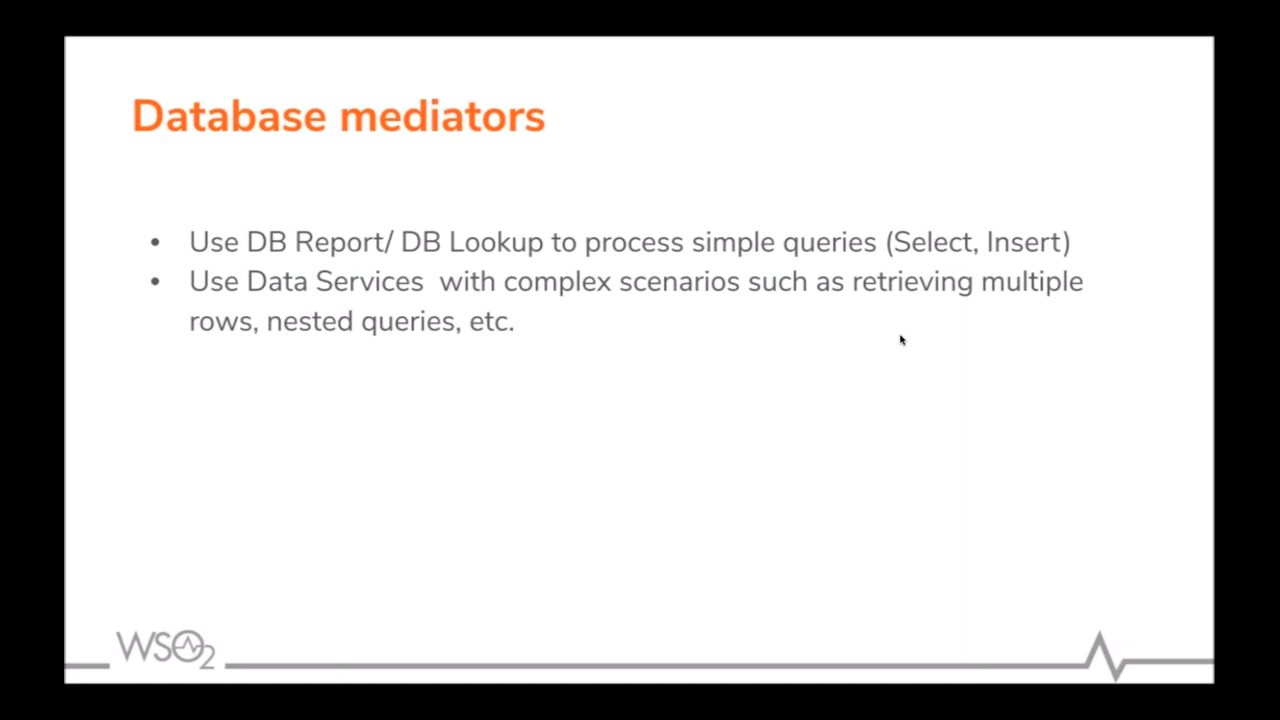 Database mediators
• Use DB Report/ DB Lookup to process simple queries (Select, Insert)
• Use Data Services  with complex scenarios such as retrieving multiple
rows, nested queries, etc.
WSO2